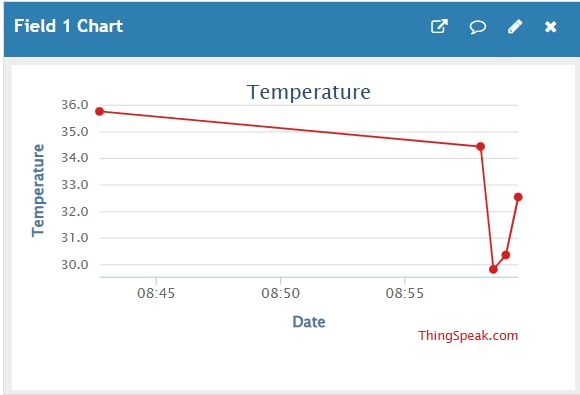 Field 1 Chart
Temperature
36.0
35.0
34.0
33.0
32.0
31.0
30.0
Temperature
08:45 08:50 08:55
Date
ThingSpeak.com